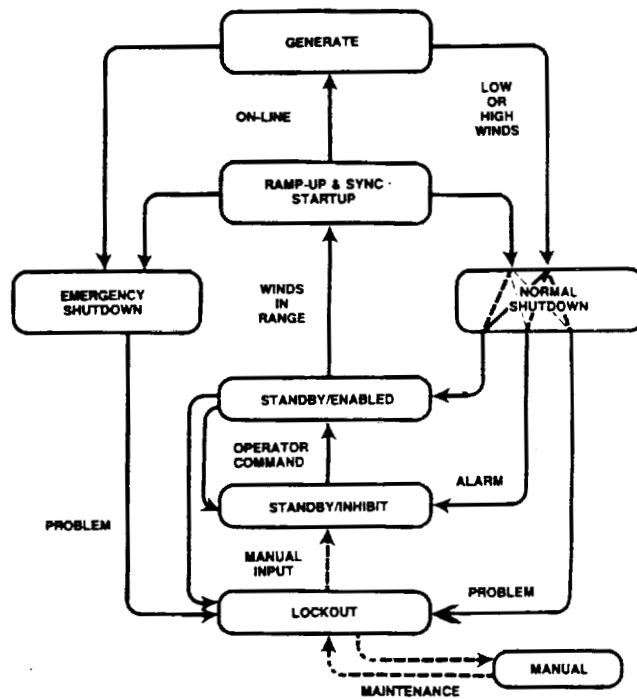 GENERATE
ON-LINE
LOW
OR
HIGH
WINDS
RAMP-UP & SYNC
STARTUP
EMERGENCY
SHUTDOWN
WINDS
IN
RANGE
NORMAL
SHUTDOWN
STANDBY/ENABLED
OPERATOR
COMMAND
ALARM
STANDBY/INHIBIT
PROBLEM
MANUAL
INPUT
PROBLEM
LOCKOUT
MANUAL
MAINTENANCE